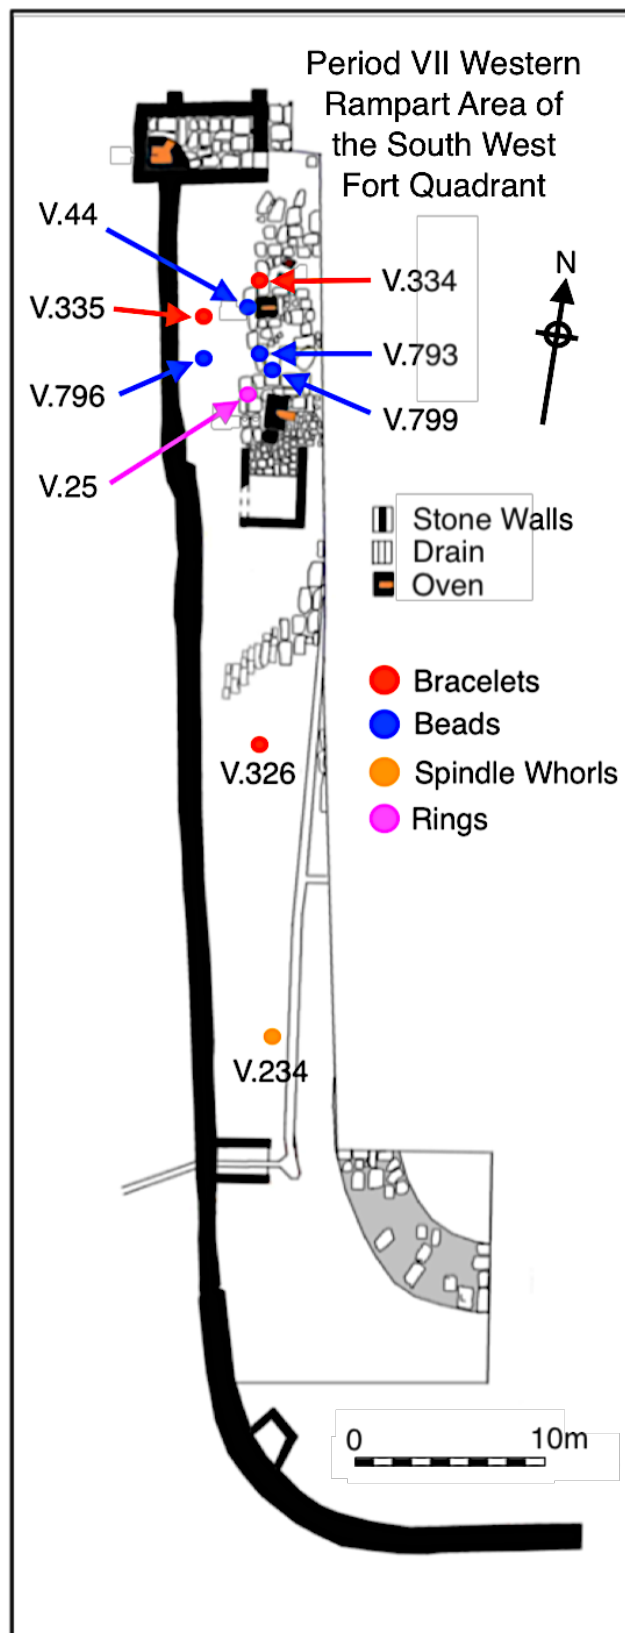 Period VII Western
Rampart Area of
the South West
Fort Quadrant
V.44
N
V.334
V.335
V.793
V.796
V.799
V.25
Stone Walls
Drain
Oven
Bracelets
Beads
V.326
Spindle Whorls
Rings
V.234
0 10m